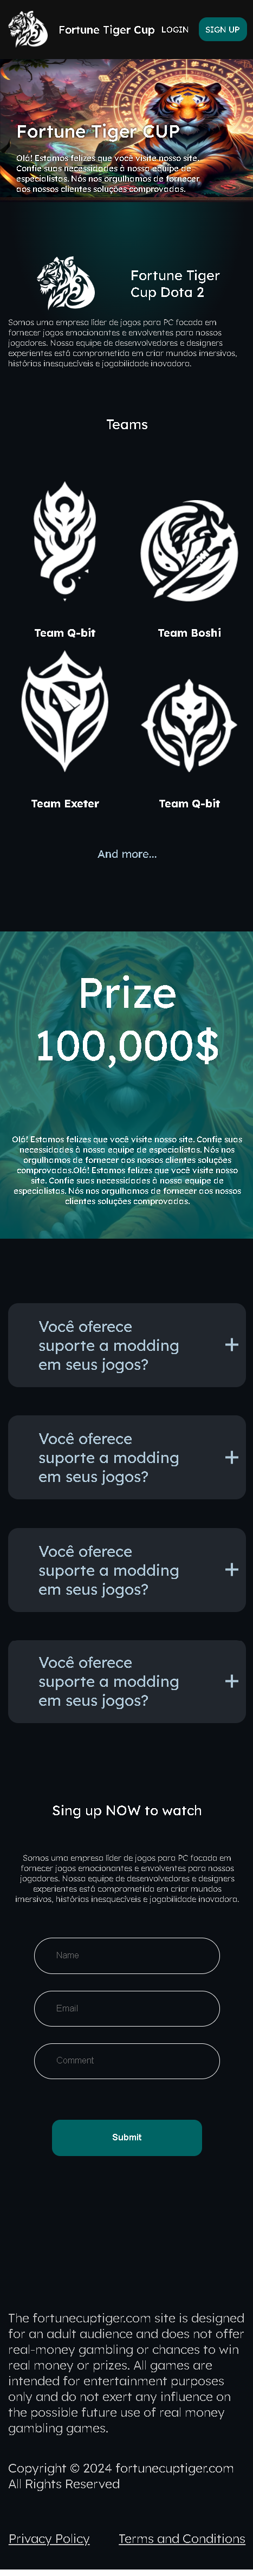 Fortune Tiger Cup LOGIN SIGN UP
Fortune Tiger CUP
Olá! Estamos felizes que você visite nosso site.
Confie suas necessidades à nossa equipe de
especialistas. Nós nos orgulhamos de fornecer
aos nossos clientes soluções comprovadas.
Fortune Tiger
Cup Dota 2
Somos uma empresa líder de jogos para PC focada em
fornecer jogos emocionantes e envolventes para nossos
jogadores. Nossa equipe de desenvolvedores e designers
experientes está comprometida em criar mundos imersivos,
histórias inesquecíveis e jogabilidade inovadora.
Teams
Team Q-bit
Team Boshi
Team Exeter
Team Q-bit
And more...
Prize
100,000$
Olá! Estamos felizes que você visite nosso site. Confie suas
necessidades à nossa equipe de especialistas. Nós nos
orgulhamos de fornecer aos nossos clientes soluções
comprovadas.Olá! Estamos felizes que você visite nosso
site. Confie suas necessidades à nossa equipe de
especialistas. Nós nos orgulhamos de fornecer aos nossos
clientes soluções comprovadas.
Você oferece
suporte a modding
em seus jogos?
Você oferece
suporte a modding
em seus jogos?
Você oferece
suporte a modding
em seus jogos?
Você oferece
suporte a modding
em seus jogos?
Sing up NOW to watch
Somos uma empresa líder de jogos para PC focada em
fornecer jogos emocionantes e envolventes para nossos
jogadores. Nossa equipe de desenvolvedores e designers
experientes está comprometida em criar mundos
imersivos, histórias inesquecíveis e jogabilidade inovadora.
Name
Email
Comment
Submit
The fortunecuptiger.com site is designed
for an adult audience and does not offer
real-money gambling or chances to win
real money or prizes. All games are
intended for entertainment purposes
only and do not exert any influence on
the possible future use of real money
gambling games.
Copyright © 2024 fortunecuptiger.com
All Rights Reserved
Privacy Policy
Terms and Conditions